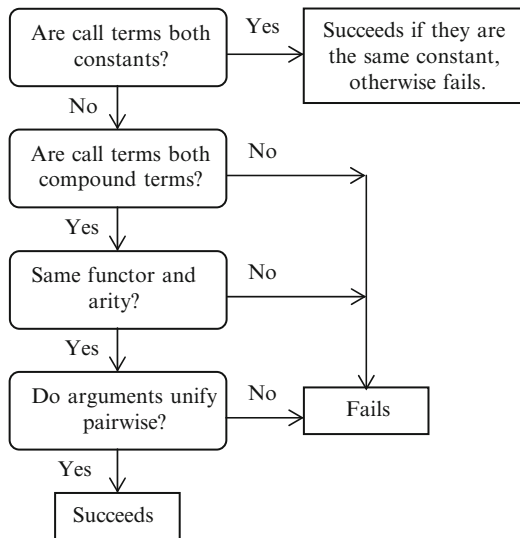 Are call terms both
constants?
Yes
Succeeds if they are
the same constant,
otherwise fails.
No
Are call terms both
compound terms?
No
Yes
Same functor and
arity?
No
Yes
Do arguments unify
pairwise?
No
Fails
Yes
Succeeds